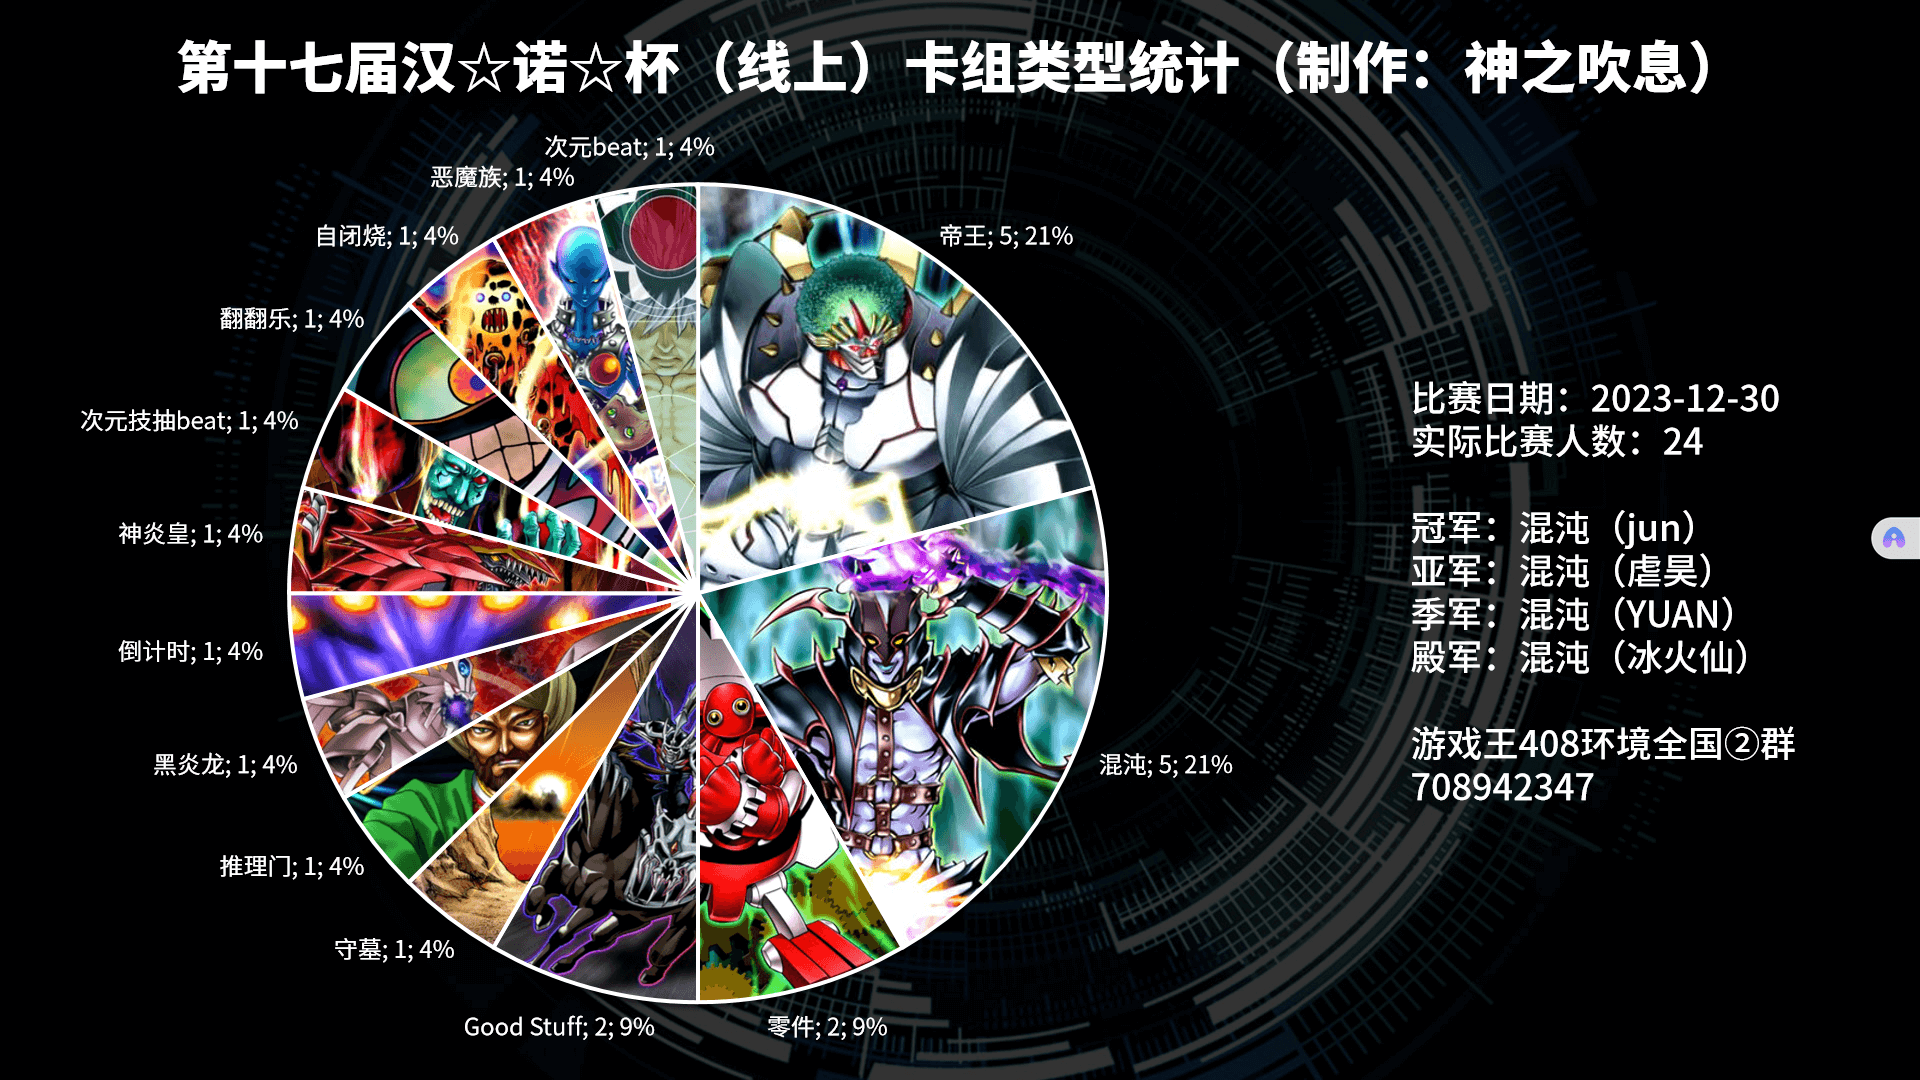 第十七届汉☆诺☆杯（线上）卡组类型统计（制作：神之吹息）
次元beat; 1; 4%
恶魔族; 1; 4%
自闭烧; 1; 4%
帝王; 5; 21%
翻翻乐; 1; 4%
次元技抽beat; 1; 4%
神炎皇; 1; 4%
倒计时; 1; 4%
黑炎龙; 1; 4%
混沌; 5; 21%
推理门; 1; 4%
守墓; 1; 4%
Good Stuff; 2; 9%
零件; 2; 9%
比赛日期：2023-12-30
实际比赛人数：24
冠军：混沌（jun）
亚军：混沌（虐昊）
季军：混沌（YUAN）
殿军：混沌（冰火仙）
游戏王408环境全国②群
708942347